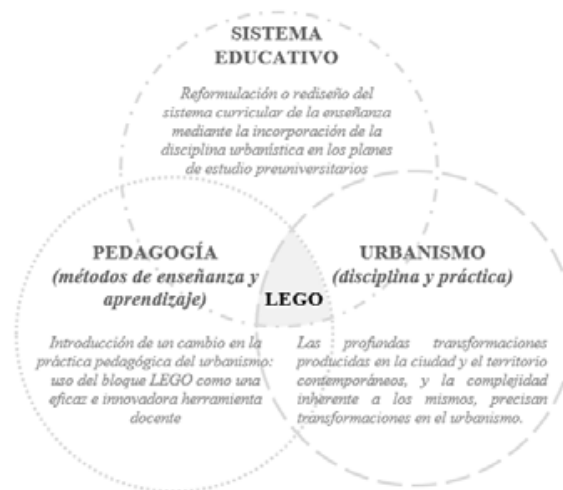 SISTEMA
EDUCATIVO
Reformulación o rediseño del
sistema curricular de la enseñanza
mediante la incorporación de la
disciplina urbanística en los planes
de estudio preuniversitarios
PEDAGOGÍA
(métodos de enseñanza y
aprendizaje)
URBANISMO
(disciplina y práctica)
LEGO
Introducción de un cambio en la
práctica pedagógica del urbanismo:
uso del bloque LEGO como una
eficaz e innovadora herramienta
docente
Las profundas transformaciones
producidas en la ciudad y el territorio
contemporáneos, y la complejidad
inherente a los mismos, precisan
transformaciones en el urbanismo.